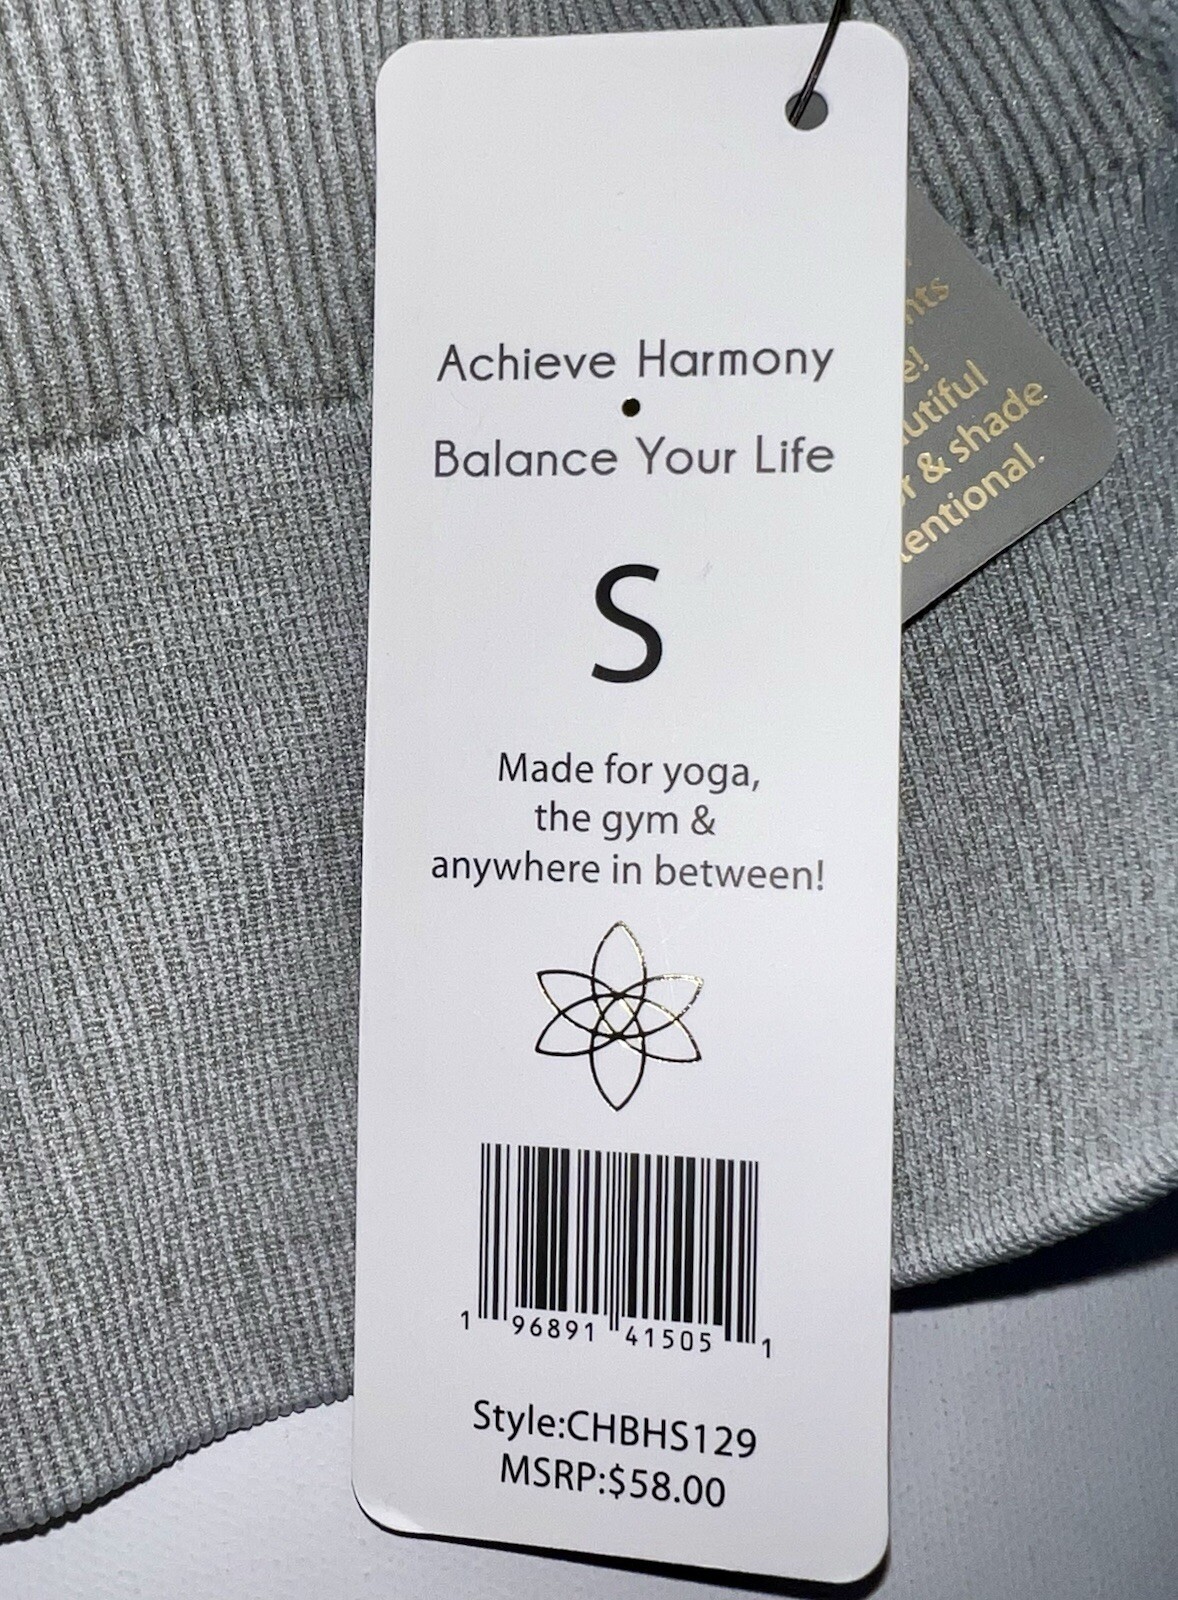 Achieve Harmony
•
Balance Your Life
S
Made for yoga,
the gym &
anywhere in between!
1 96891 41505 1
Style:CHBHS129
MSRP:$58.00
& shade